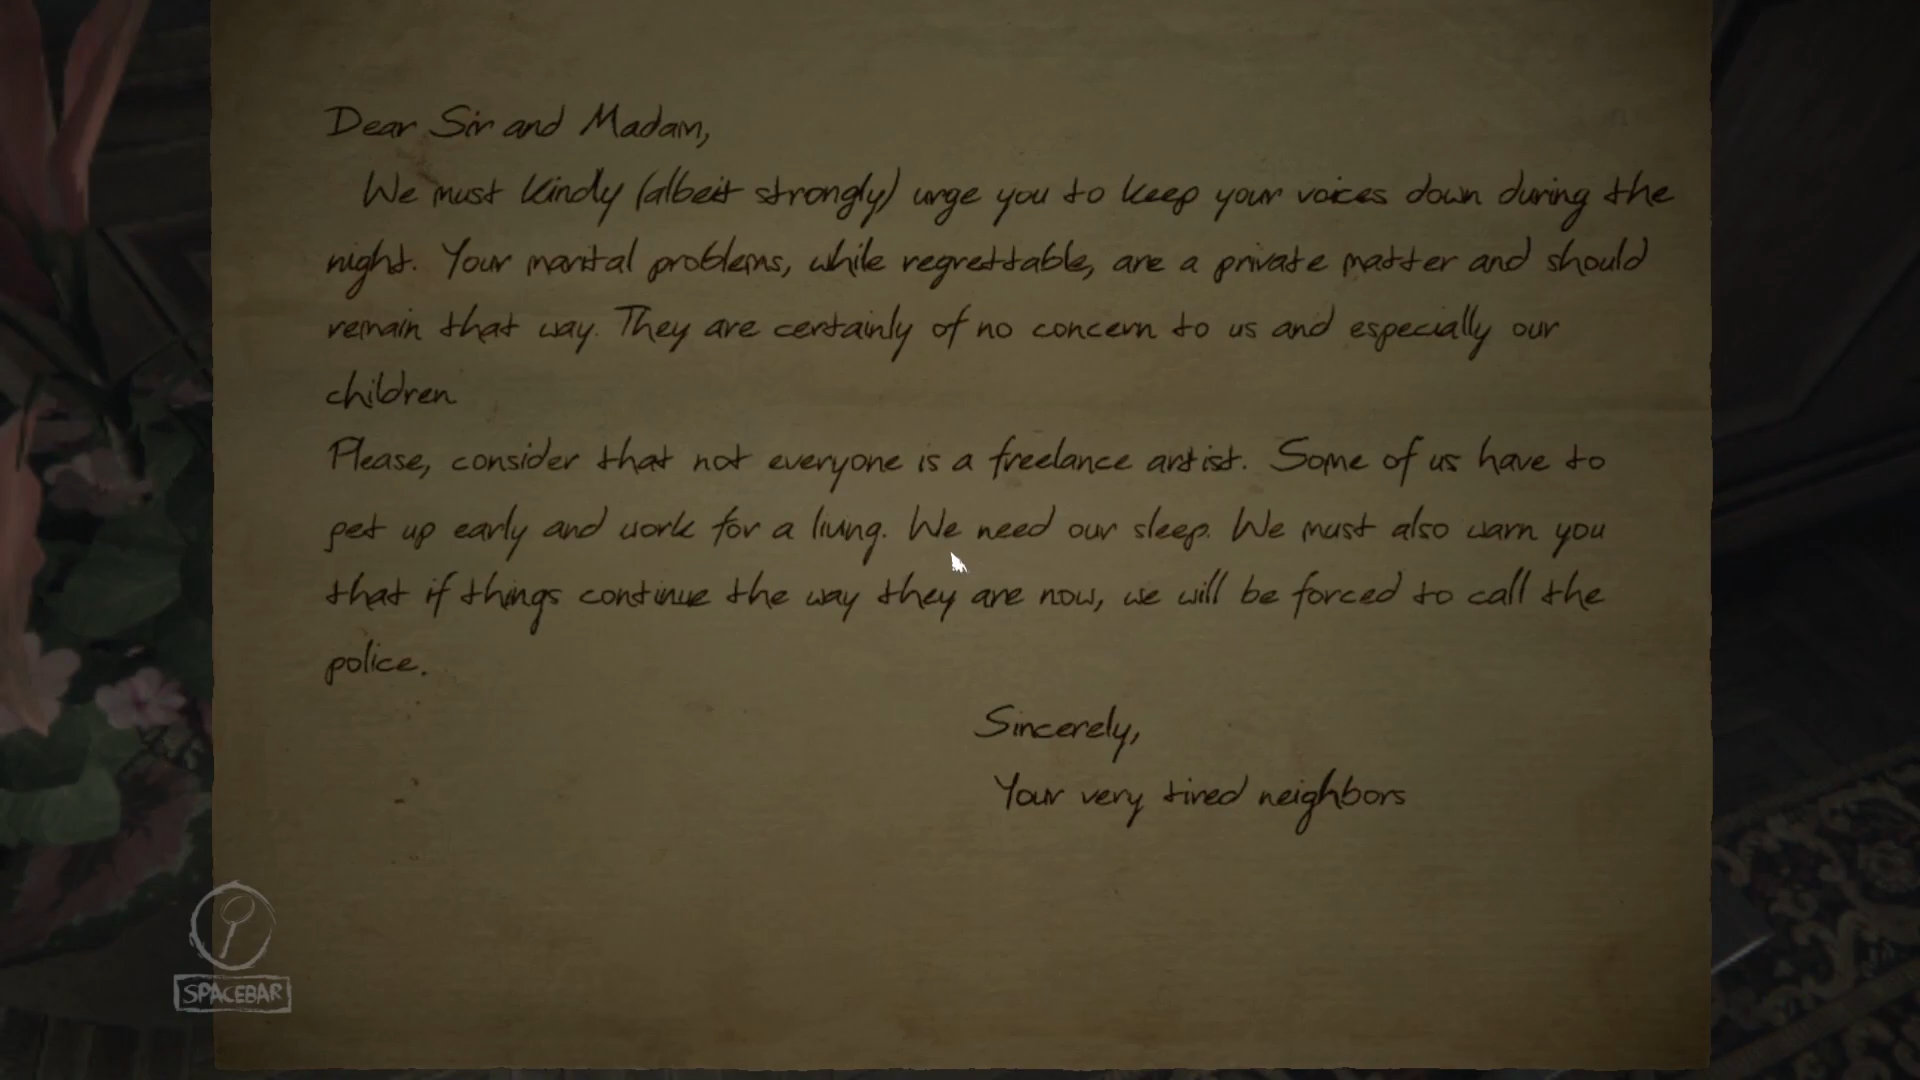 Dear Sir and Madam,
We must kindly (albeit strongly) urge you to keep your voices down during the
night. Your marital problems, while regrettable, are a private matter and should
remain that way. They are certainly of no concern to us and especially our
children.
Please, consider that not everyone is a freelance artist. Some of us have to
get up early and work for a living. We need our sleep. We must also warn you
that if things continue the way they are now, we will be forced to call the
police.
Sincerely,
Your very tired neighbors
SPACEBAR